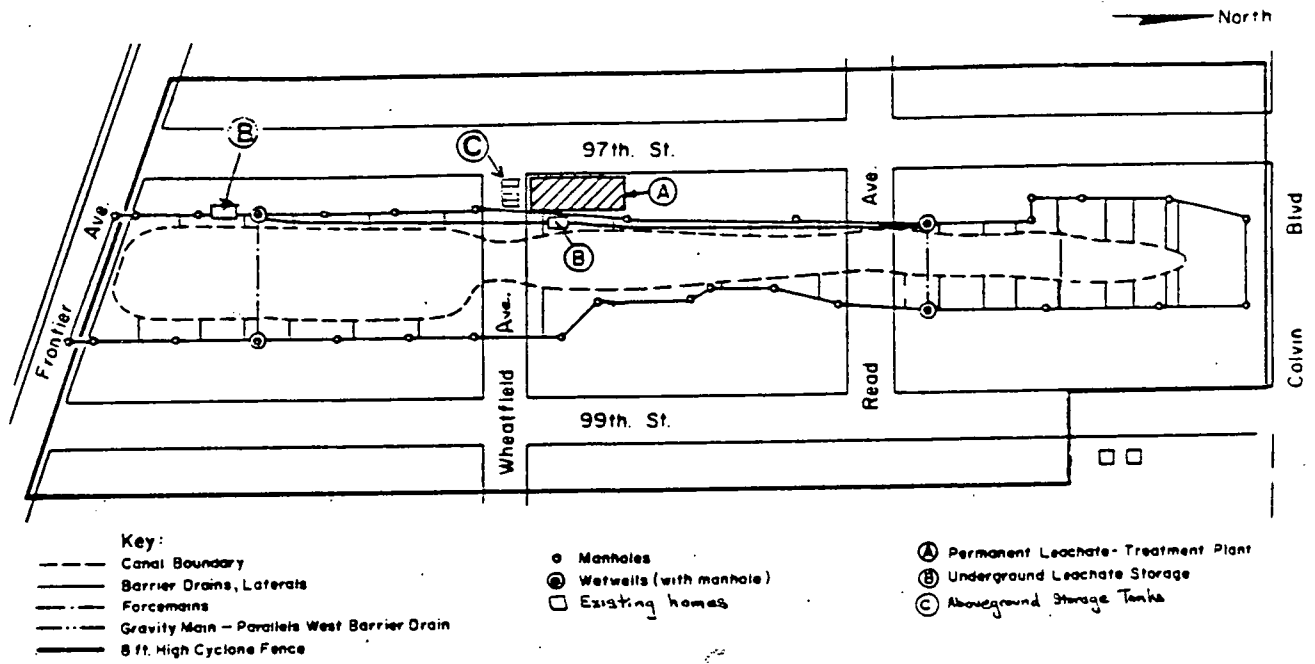 North
B
C
97th. St.
A
Ave.
Ave.
Blvd
B
Frontier
Ave.
Wheatfield
Read
Colvin
99th. St.
Key:
Canal Boundary
Barrier Drains, Laterals
Forcemains
Gravity Main – Parallels West Barrier Drain
8 ft. High Cyclone Fence
Manholes
Wetwells (with manhole)
Existing homes
A Permanent Leachate-Treatment Plant
B Underground Leachate Storage
C Aboveground Storage Tanks